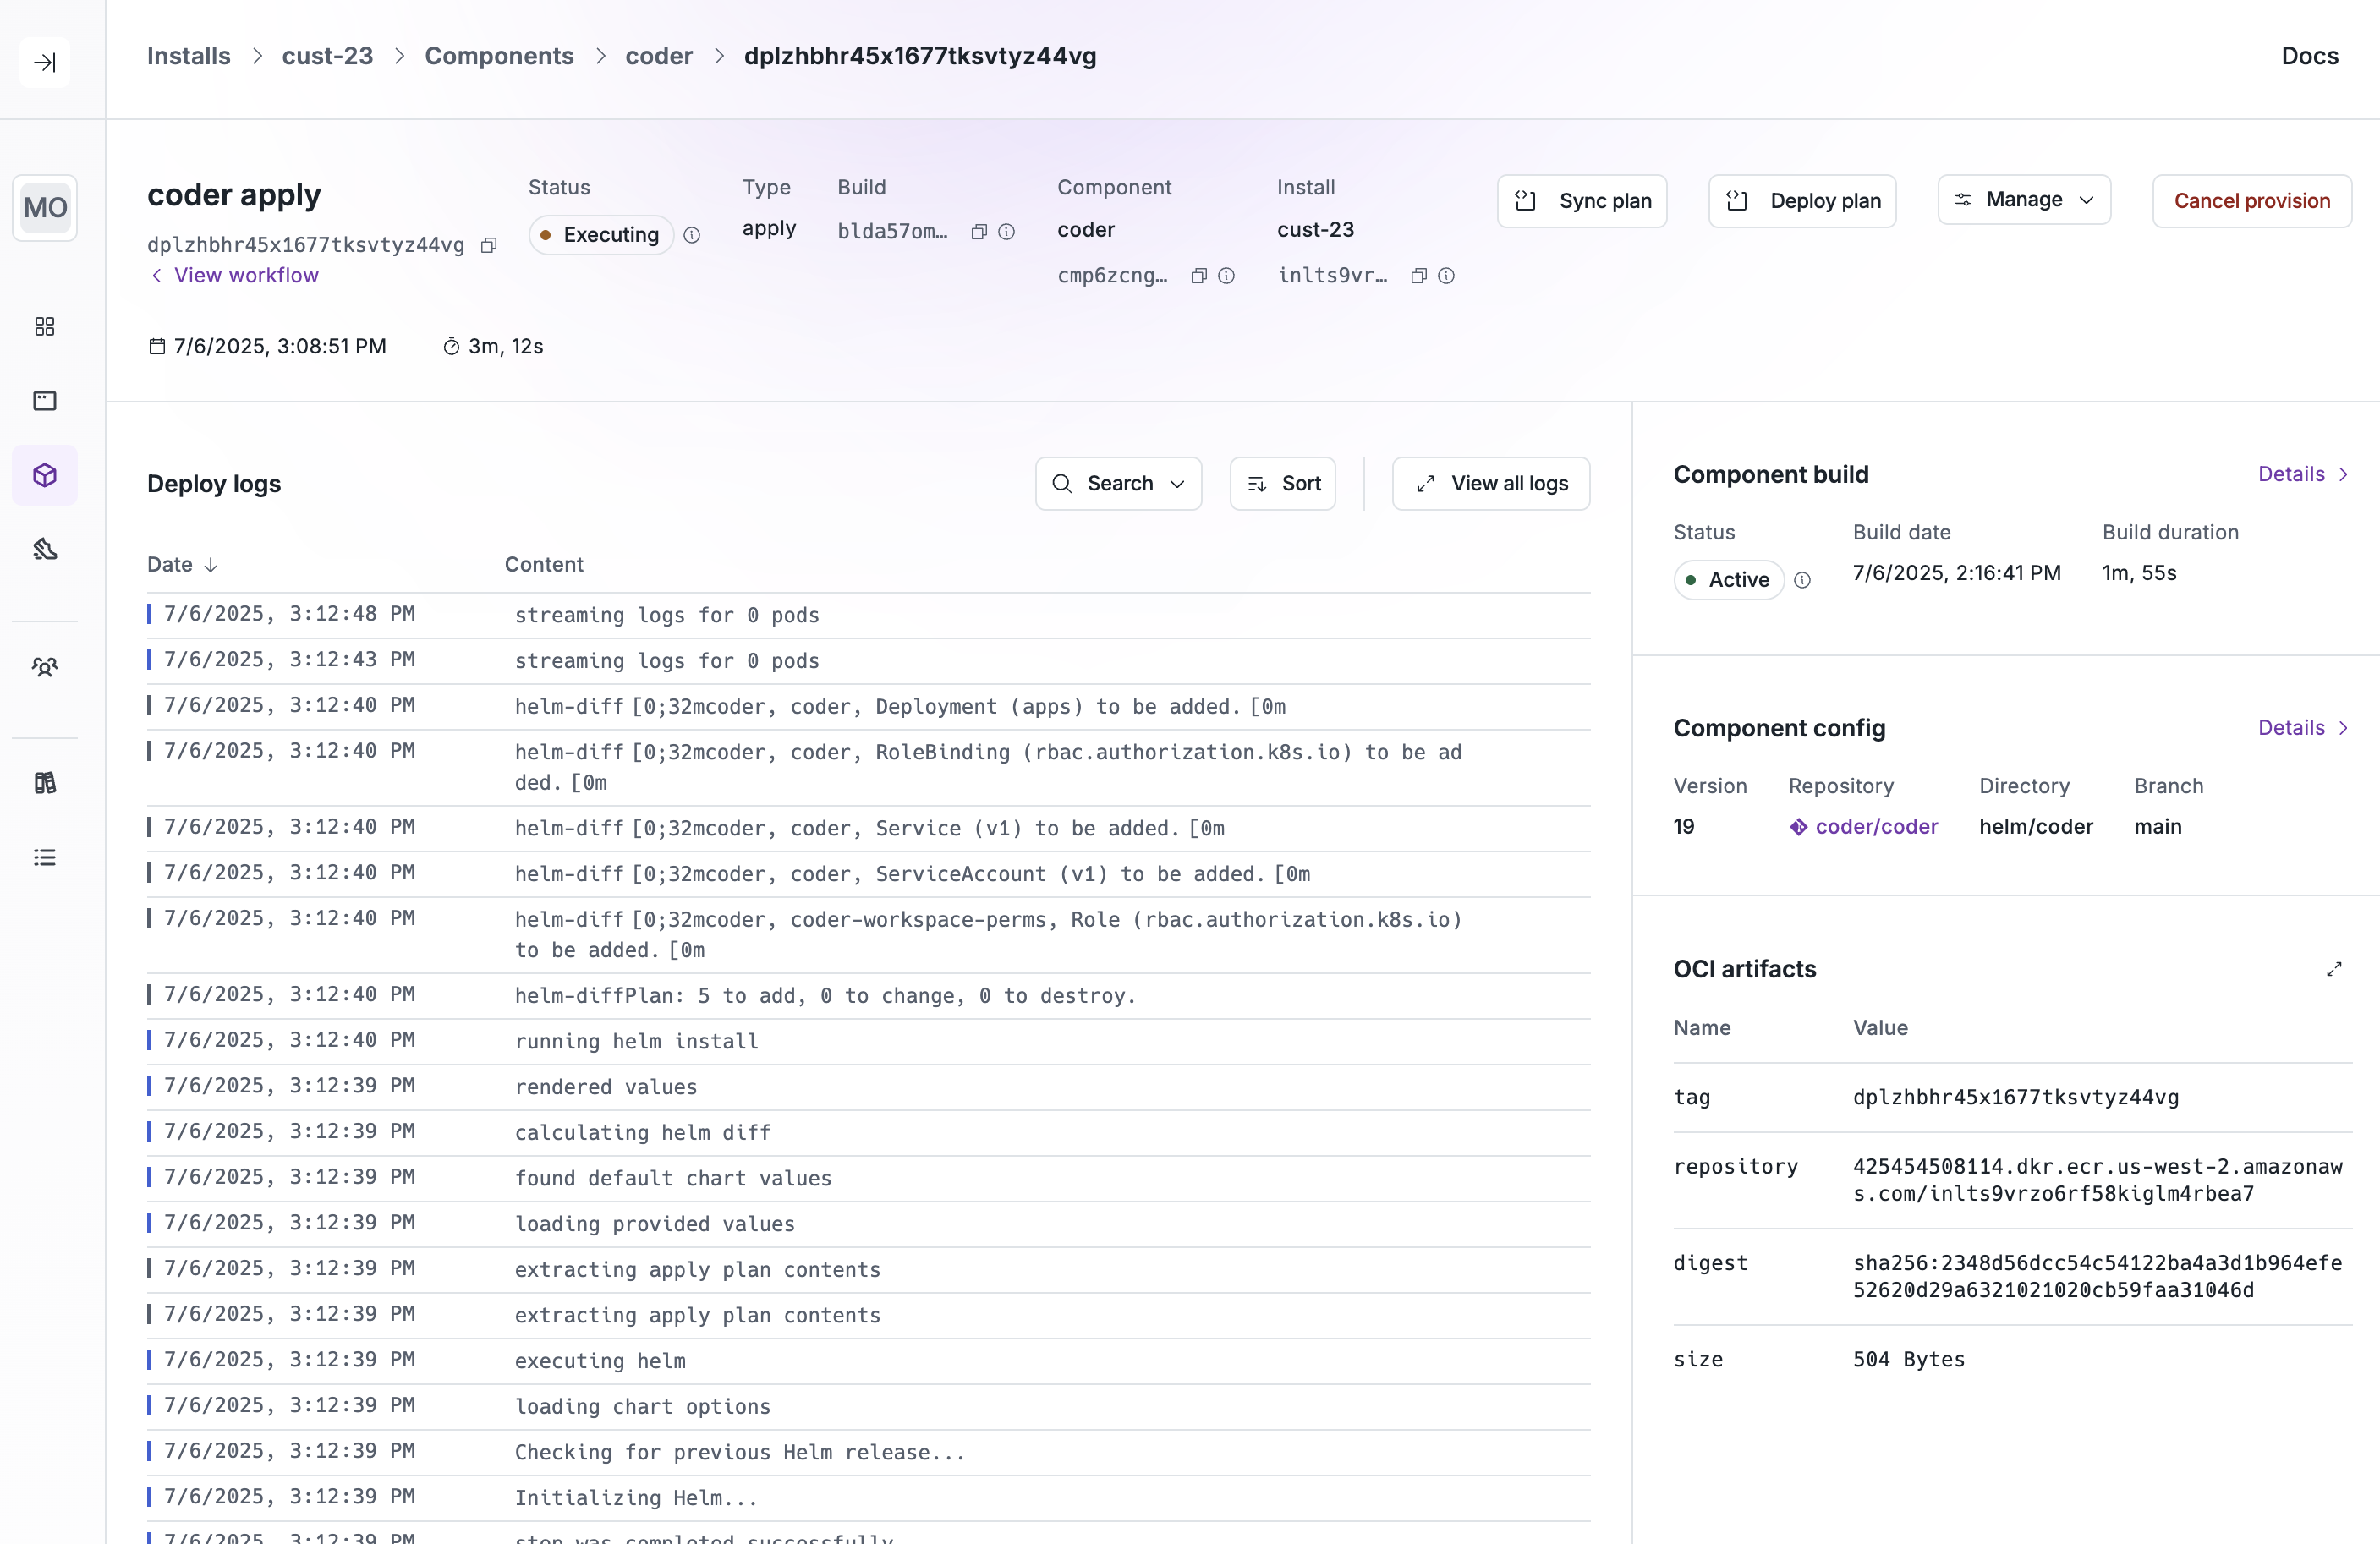 Installs > cust-23 > Components > coder > dplzhbhr45x1677tksvtyz44vg
Docs
MO
coder apply
dplzhbhr45x1677tksvtyz44vg
View workflow
7/6/2025, 3:08:51 PM
3m, 12s
Status
Executing
Type
apply
Build
blda57om…
Component
coder
cmp6zcng…
Install
cust-23
inlts9vr…
Sync plan
Deploy plan
Manage
Cancel provision
Deploy logs
Search
Sort
View all logs
Date ↓ Content
7/6/2025, 3:12:48 PM streaming logs for 0 pods
7/6/2025, 3:12:43 PM streaming logs for 0 pods
7/6/2025, 3:12:40 PM helm-diff[0;32mcoder, coder, Deployment (apps) to be added.[0m
7/6/2025, 3:12:40 PM helm-diff[0;32mcoder, coder, RoleBinding (rbac.authorization.k8s.io) to be ad
ded.[0m
7/6/2025, 3:12:40 PM helm-diff[0;32mcoder, coder, Service (v1) to be added.[0m
7/6/2025, 3:12:40 PM helm-diff[0;32mcoder, coder, ServiceAccount (v1) to be added.[0m
7/6/2025, 3:12:40 PM helm-diff[0;32mcoder, coder-workspace-perms, Role (rbac.authorization.k8s.io)
to be added.[0m
7/6/2025, 3:12:40 PM helm-diffPlan: 5 to add, 0 to change, 0 to destroy.
7/6/2025, 3:12:40 PM running helm install
7/6/2025, 3:12:39 PM rendered values
7/6/2025, 3:12:39 PM calculating helm diff
7/6/2025, 3:12:39 PM found default chart values
7/6/2025, 3:12:39 PM loading provided values
7/6/2025, 3:12:39 PM extracting apply plan contents
7/6/2025, 3:12:39 PM extracting apply plan contents
7/6/2025, 3:12:39 PM executing helm
7/6/2025, 3:12:39 PM loading chart options
7/6/2025, 3:12:39 PM Checking for previous Helm release...
7/6/2025, 3:12:39 PM Initializing Helm...
7/6/2025, 3:12:39 PM step was completed successfully
Component build
Details >
Status
Active
Build date
7/6/2025, 2:16:41 PM
Build duration
1m, 55s
Component config
Details >
Version
19
Repository
coder/coder
Directory
helm/coder
Branch
main
OCI artifacts
Name Value
tag dplzhbhr45x1677tksvtyz44vg
repository 425454508114.dkr.ecr.us-west-2.amazonaw
s.com/inlts9vrzo6rf58kiglm4rbea7
digest sha256:2348d56dcc54c54122ba4a3d1b964efe
52620d29a6321021020cb59faa31046d
size 504 Bytes